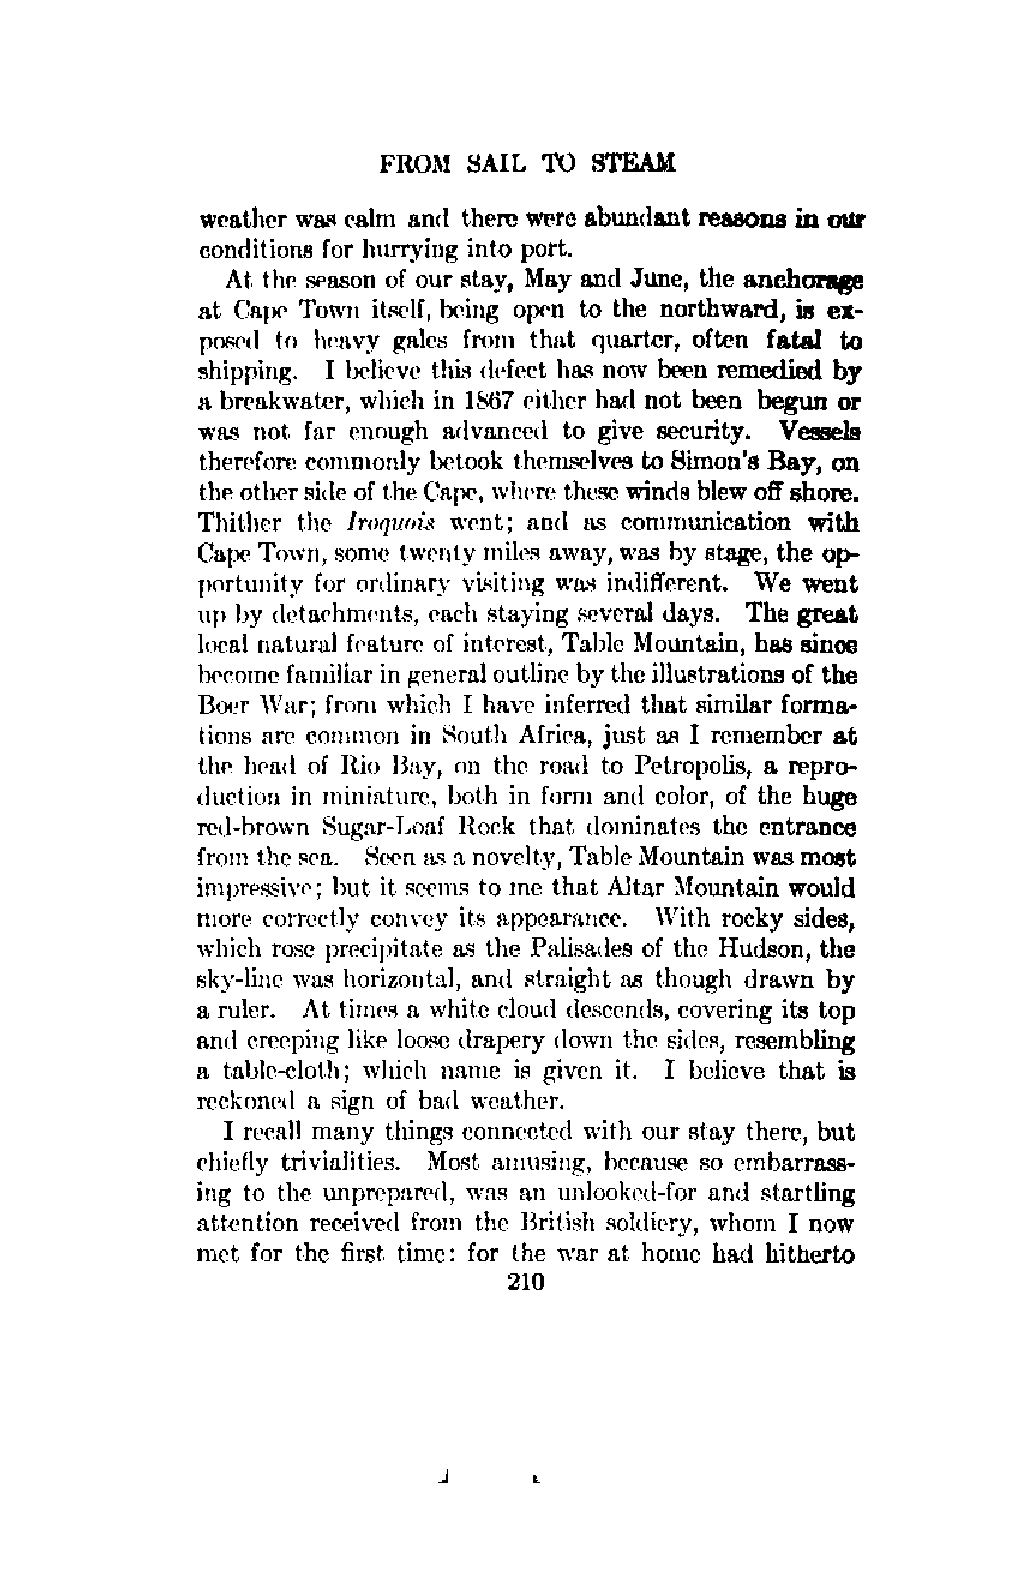 FROM SAIL TO STEAM
weather was calm and there were abundant reasons in our
conditions for hurrying into port.
At the season of our stay, May and June, the anchorage
at Cape Town itself, being open to the northward, is ex-
posed to heavy gales from that quarter, often fatal to
shipping. I believe this defect has now been remedied by
a breakwater, which in 1867 either had not been begun or
was not far enough advanced to give security. Vessels
therefore commonly betook themselves to Simon's Bay, on
the other side of the Cape, where these winds blew off shore.
Thither the Iroquois went; and as communication with
Cape Town, some twenty miles away, was by stage, the op-
portunity for ordinary visiting was indifferent. We went
up by detachments, each staying several days. The great
local natural feature of interest, Table Mountain, has since
become familiar in general outline by the illustrations of the
Boer War; from which I have inferred that similar forma-
tions are common in South Africa, just as I remember at
the head of Rio Bay, on the road to Petropolis, a repro-
duction in miniature, both in form and color, of the huge
red-brown Sugar-Loaf Rock that dominates the entrance
from the sea. Seen as a novelty, Table Mountain was most
impressive; but it seems to me that Altar Mountain would
more correctly convey its appearance. With rocky sides,
which rose precipitate as the Palisades of the Hudson, the
sky-line was horizontal, and straight as though drawn by
a ruler. At times a white cloud descends, covering its top
and creeping like loose drapery down the sides, resembling
a table-cloth; which name is given it. I believe that is
reckoned a sign of bad weather.
I recall many things connected with our stay there, but
chiefly trivialities. Most amusing, because so embarrass-
ing to the unprepared, was an unlooked-for and startling
attention received from the British soldiery, whom I now
met for the first time: for the war at home had hitherto
210